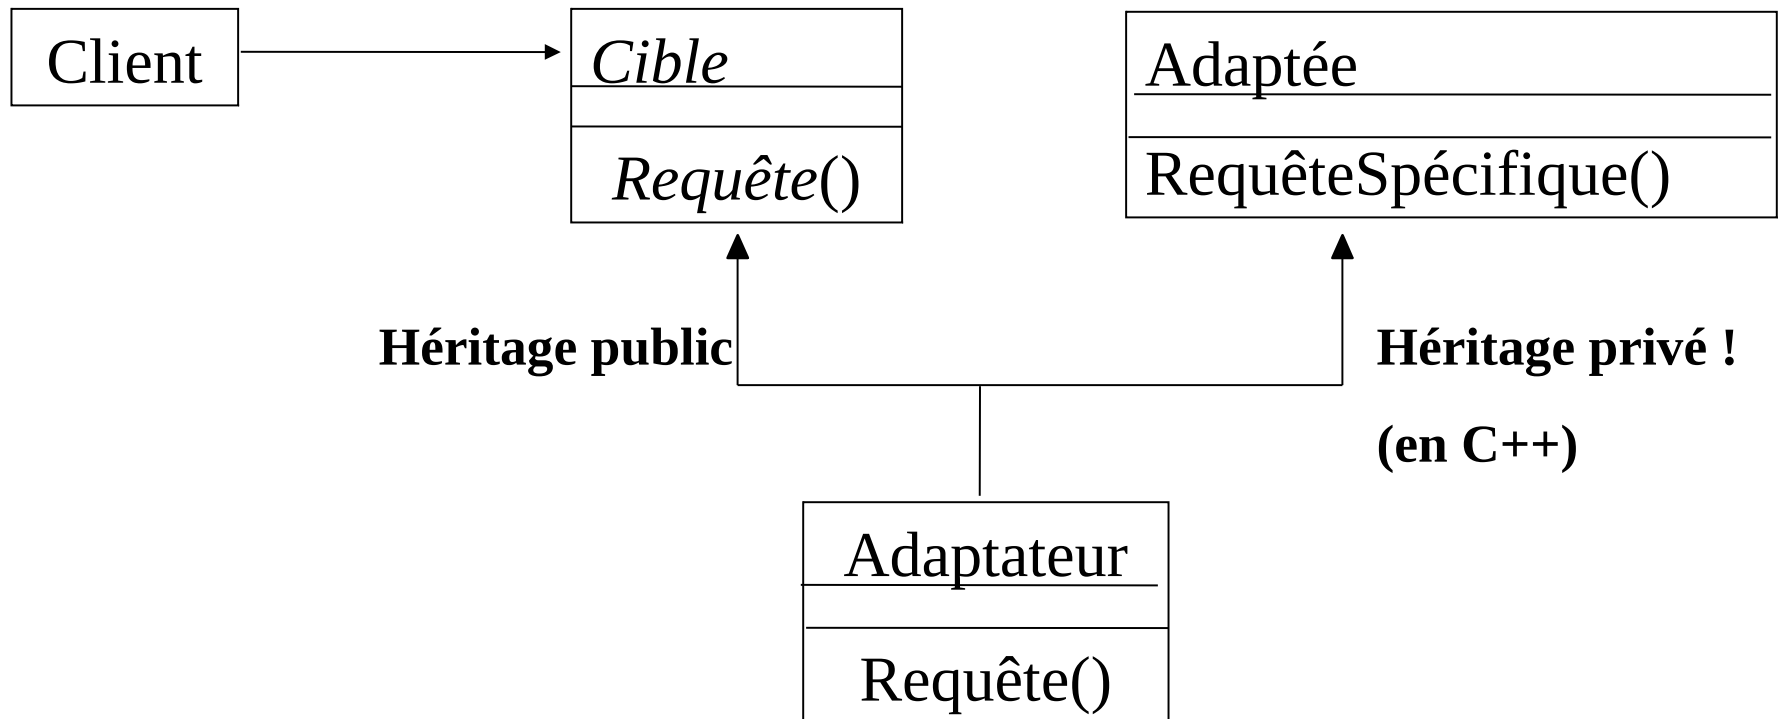 Client
Cible
Requête()
Adaptée
RequêteSpécifique()
Héritage public
Héritage privé !
(en C++)
Adaptateur
Requête()